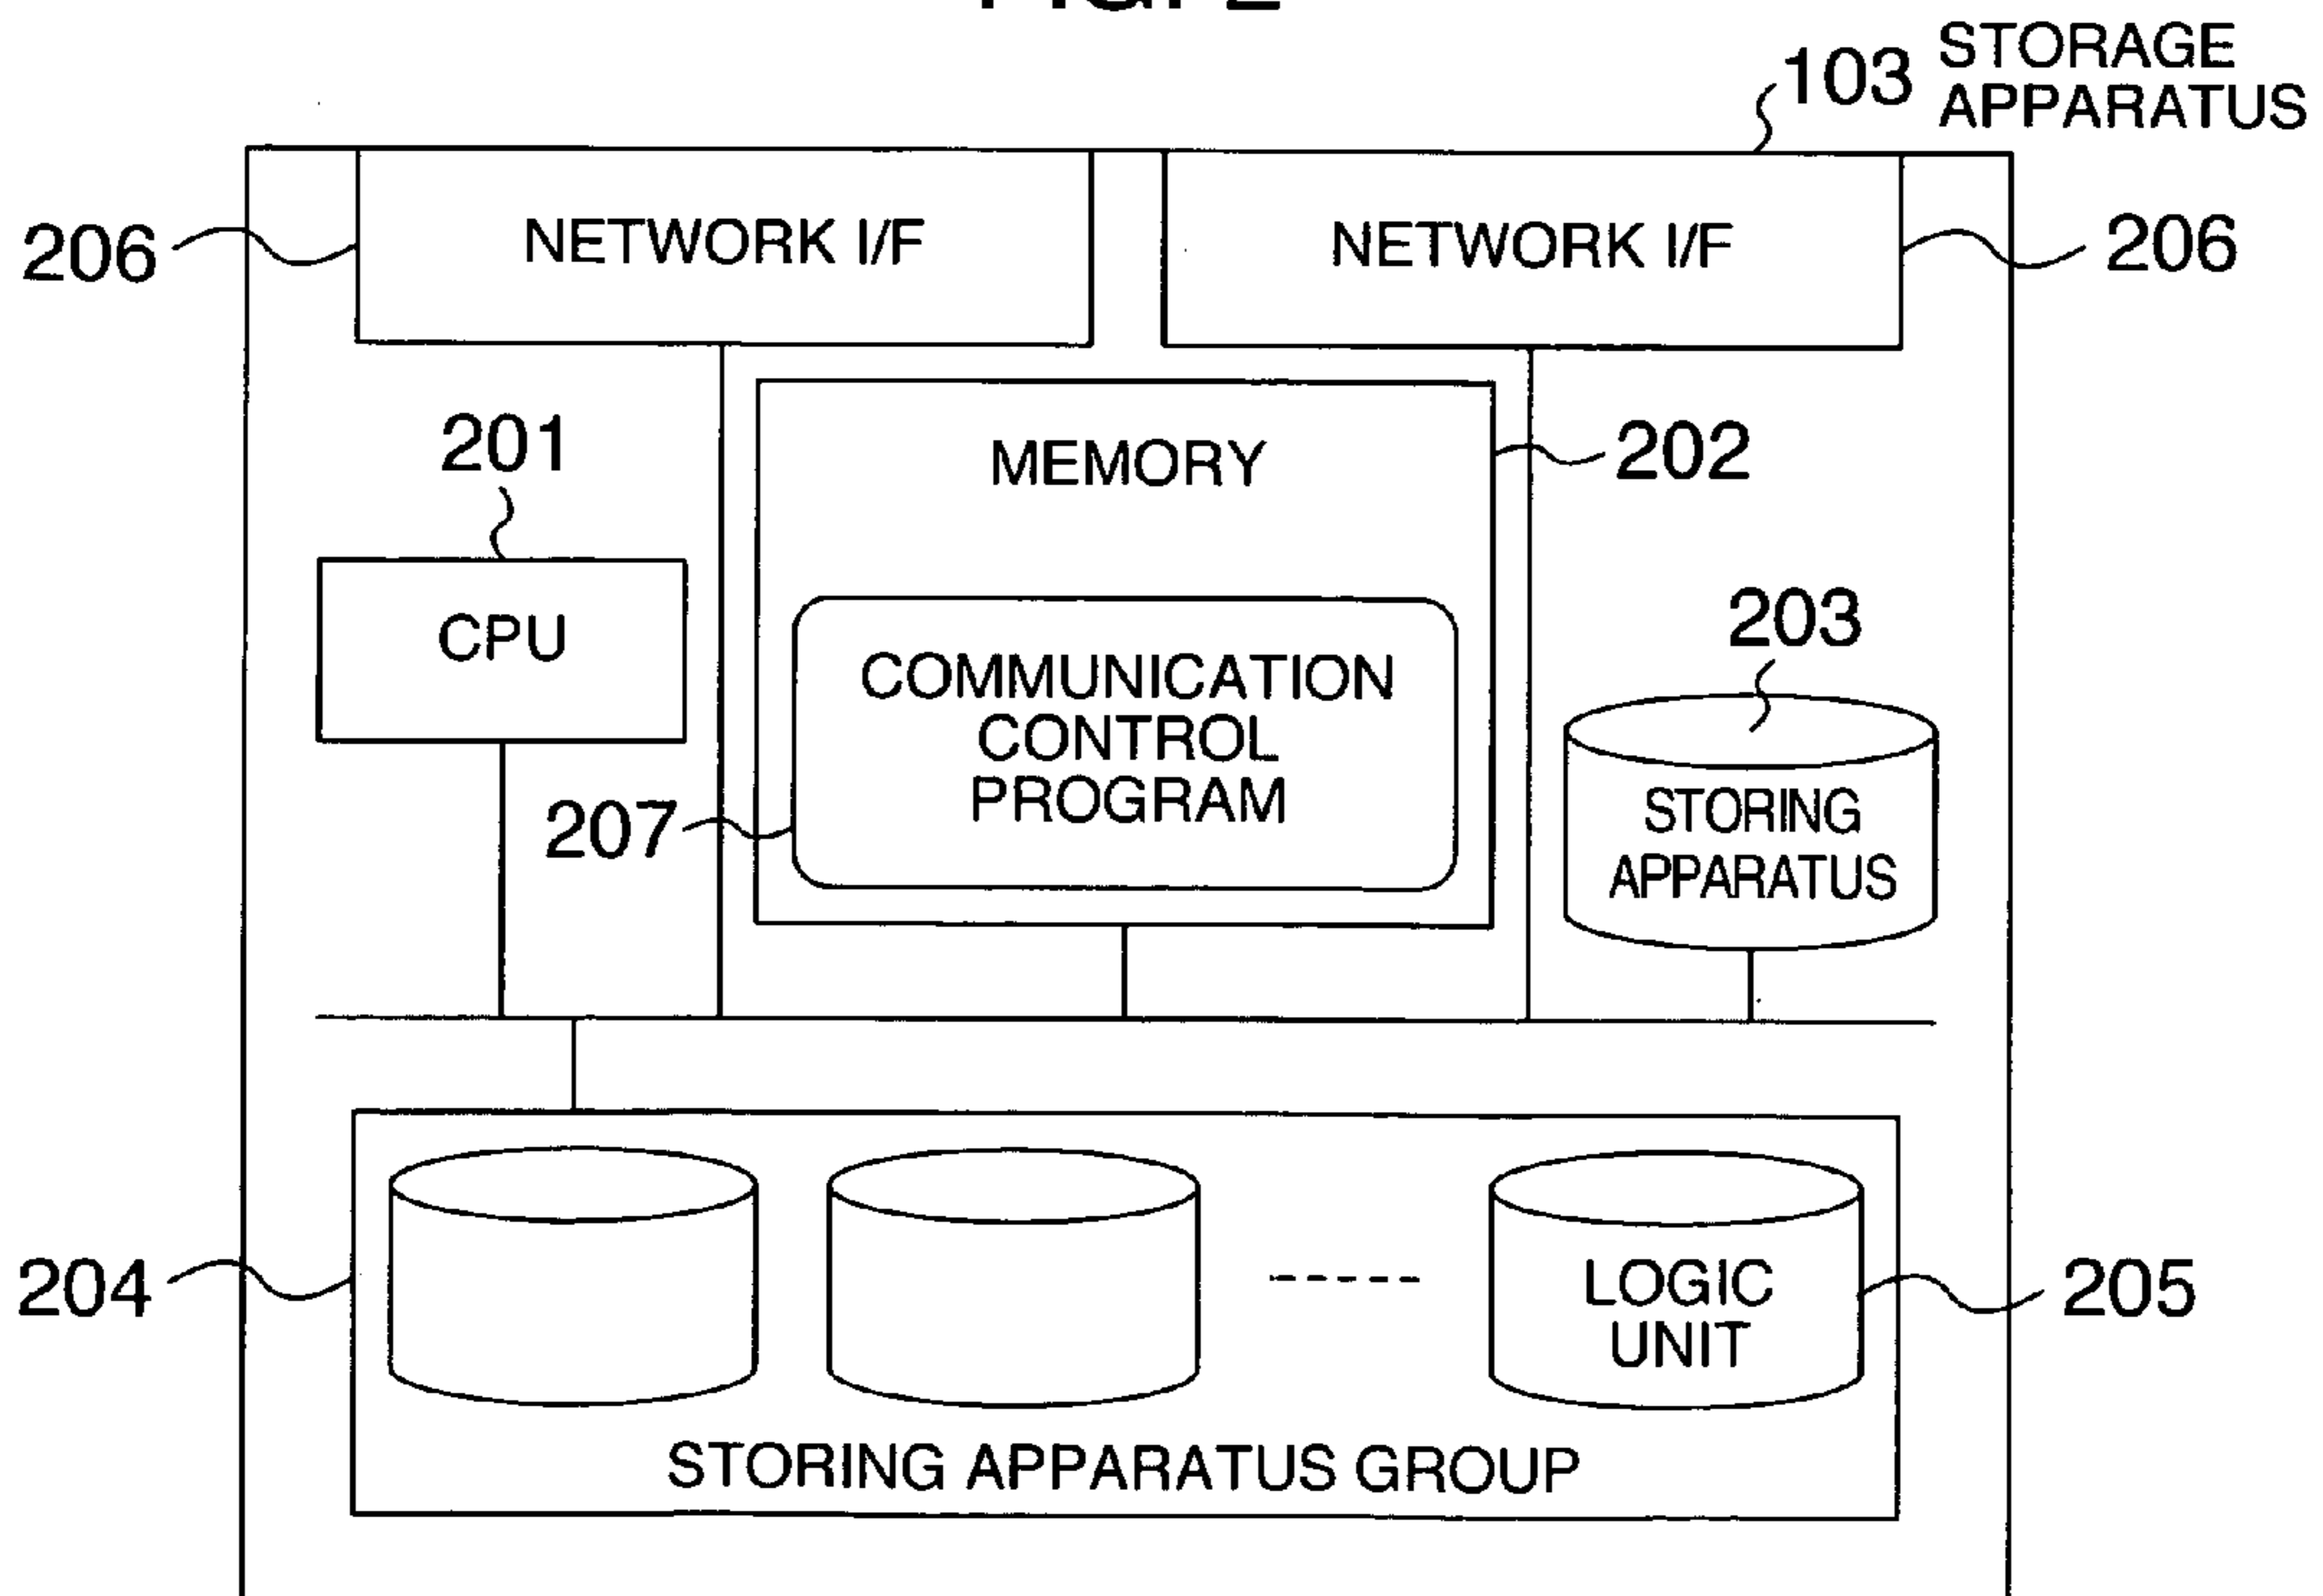 103 STORAGE
APPARATUS
206
NETWORK I/F
NETWORK I/F
206
201
MEMORY
202
CPU
203
COMMUNICATION
CONTROL
PROGRAM
207
STORING
APPARATUS
204
LOGIC
UNIT
205
STORING APPARATUS GROUP